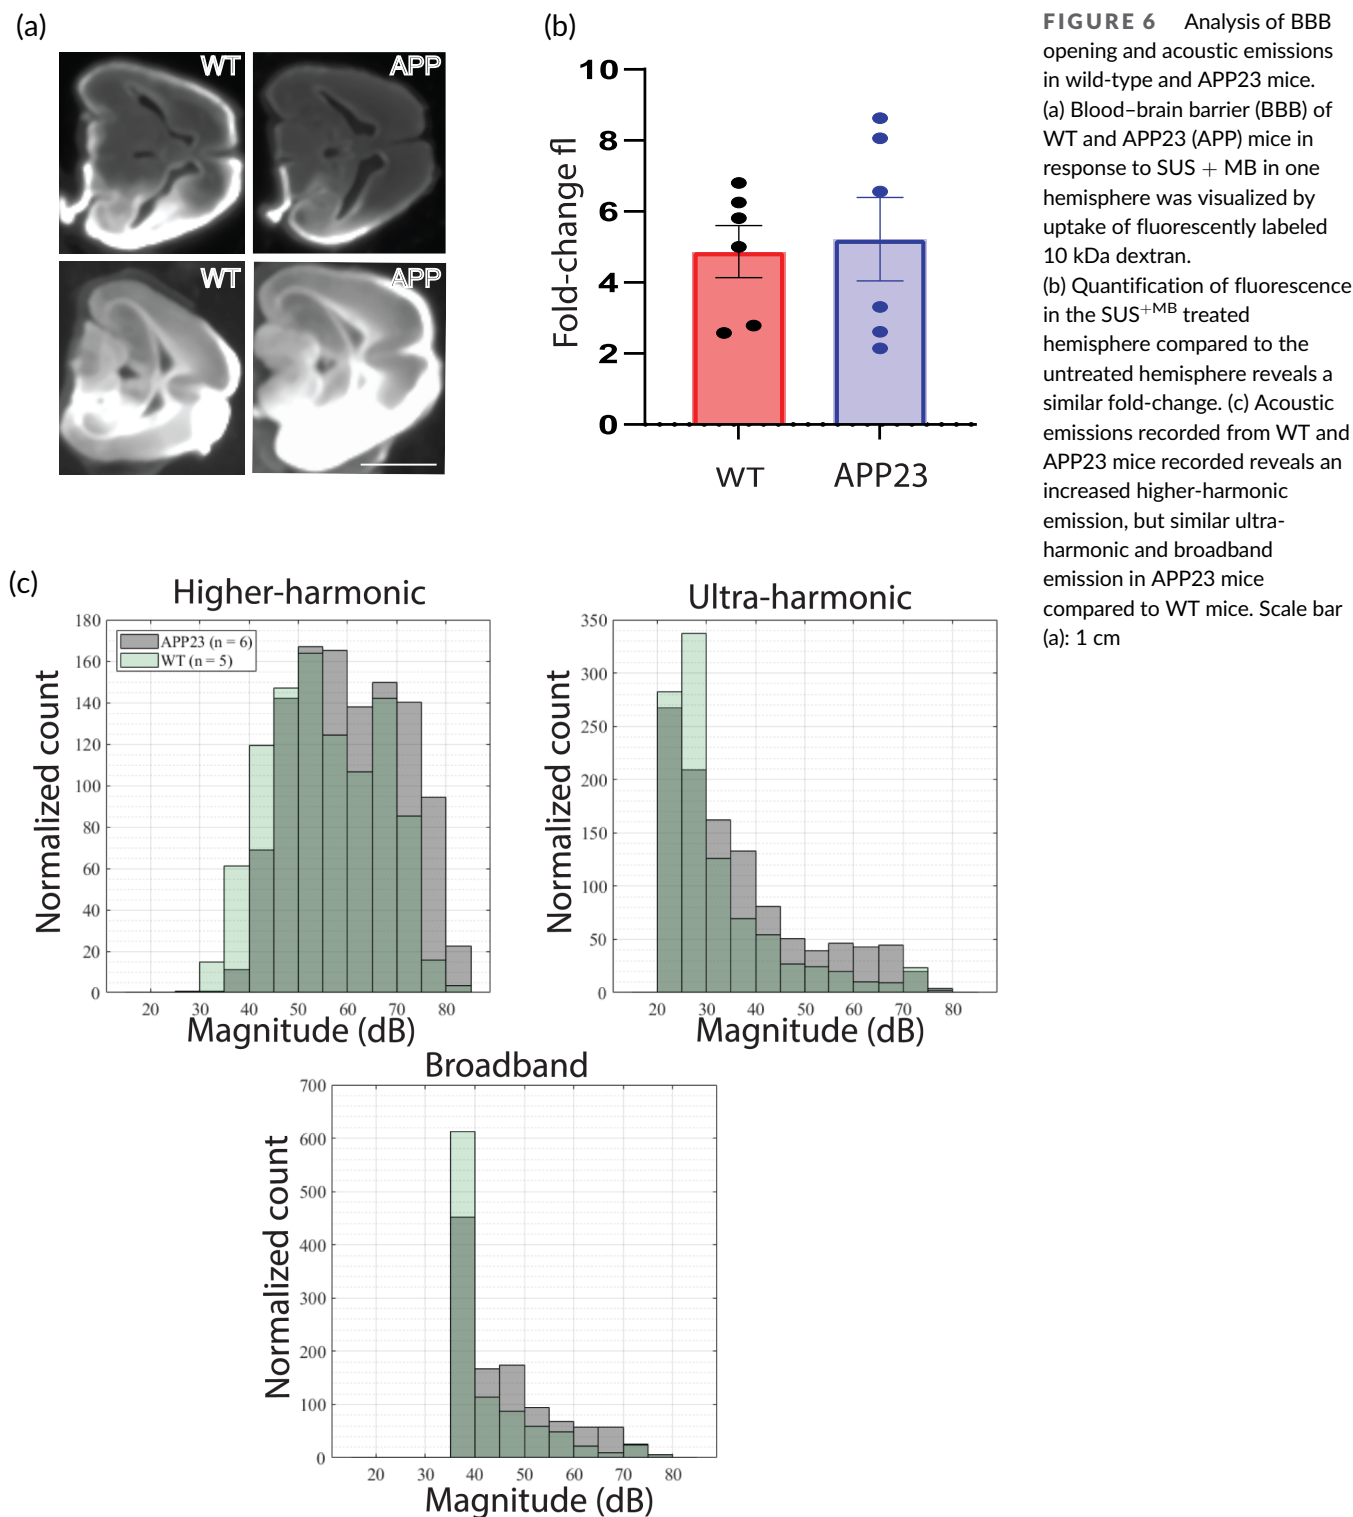 (a)
WT
APP
WT
APP
(b)
Fold-change fl
10
8
6
4
2
0
WT
APP23
FIGURE 6 Analysis of BBB
opening and acoustic emissions
in wild-type and APP23 mice.
(a) Blood–brain barrier (BBB) of
WT and APP23 (APP) mice in
response to SUS + MB in one
hemisphere was visualized by
uptake of fluorescently labeled
10 kDa dextran.
(b) Quantification of fluorescence
in the SUS+MB treated
hemisphere compared to the
untreated hemisphere reveals a
similar fold-change. (c) Acoustic
emissions recorded from WT and
APP23 mice recorded reveals an
increased higher-harmonic
emission, but similar ultra-
harmonic and broadband
emission in APP23 mice
compared to WT mice. Scale bar
(a): 1 cm
(c)
Higher-harmonic
Normalized count
180
160
140
120
100
80
60
40
20
0
APP23 (n = 6)
WT (n = 5)
20 30 40 50 60 70 80
Magnitude (dB)
Ultra-harmonic
Normalized count
350
300
250
200
150
100
50
0
20 30 40 50 60 70 80
Magnitude (dB)
Broadband
Normalized count
700
600
500
400
300
200
100
0
20 30 40 50 60 70 80
Magnitude (dB)